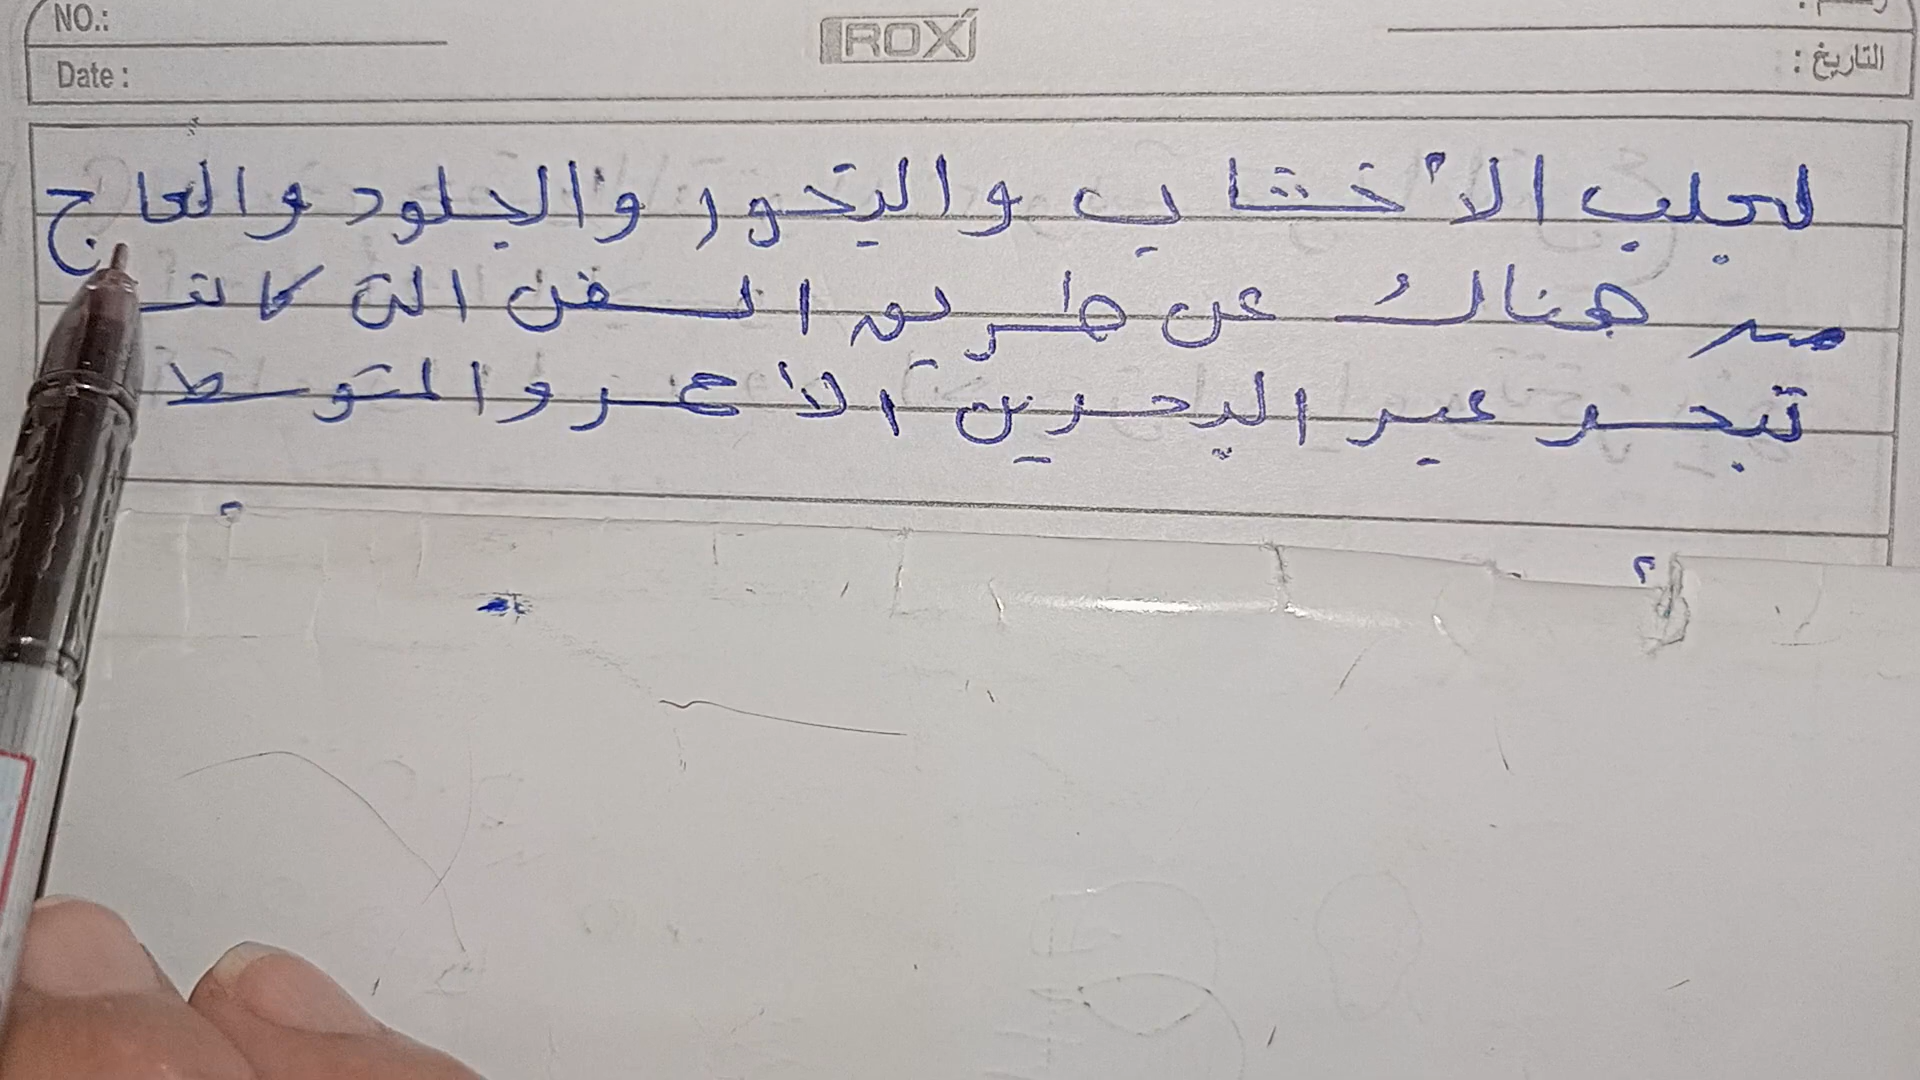 NO.:
ROXI
Date :
التاريخ :
لجلب الأخشاب والبخور والجلود والعاج
من هناك عن طريق السفن التي كانت
تبحر عبر البحرين الأحمر والمتوسط